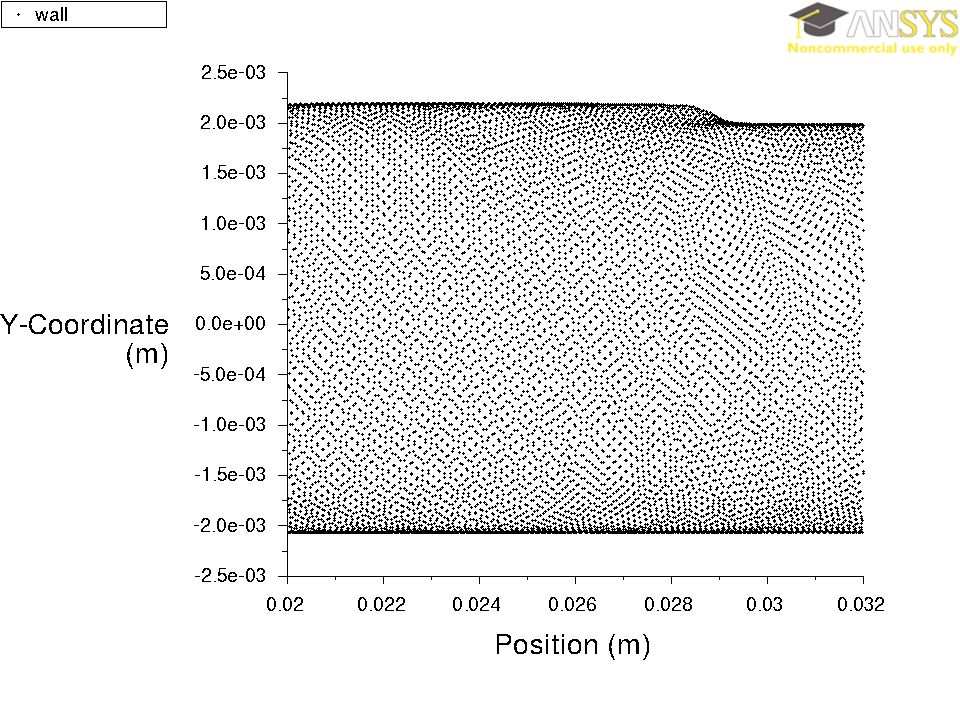 wall
ANSYS
Noncommercial use only
2.5e-03
2.0e-03
1.5e-03
1.0e-03
5.0e-04
0.0e+00
-5.0e-04
-1.0e-03
-1.5e-03
-2.0e-03
-2.5e-03
Y-Coordinate
(m)
0.02 0.022 0.024 0.026 0.028 0.03 0.032
Position (m)